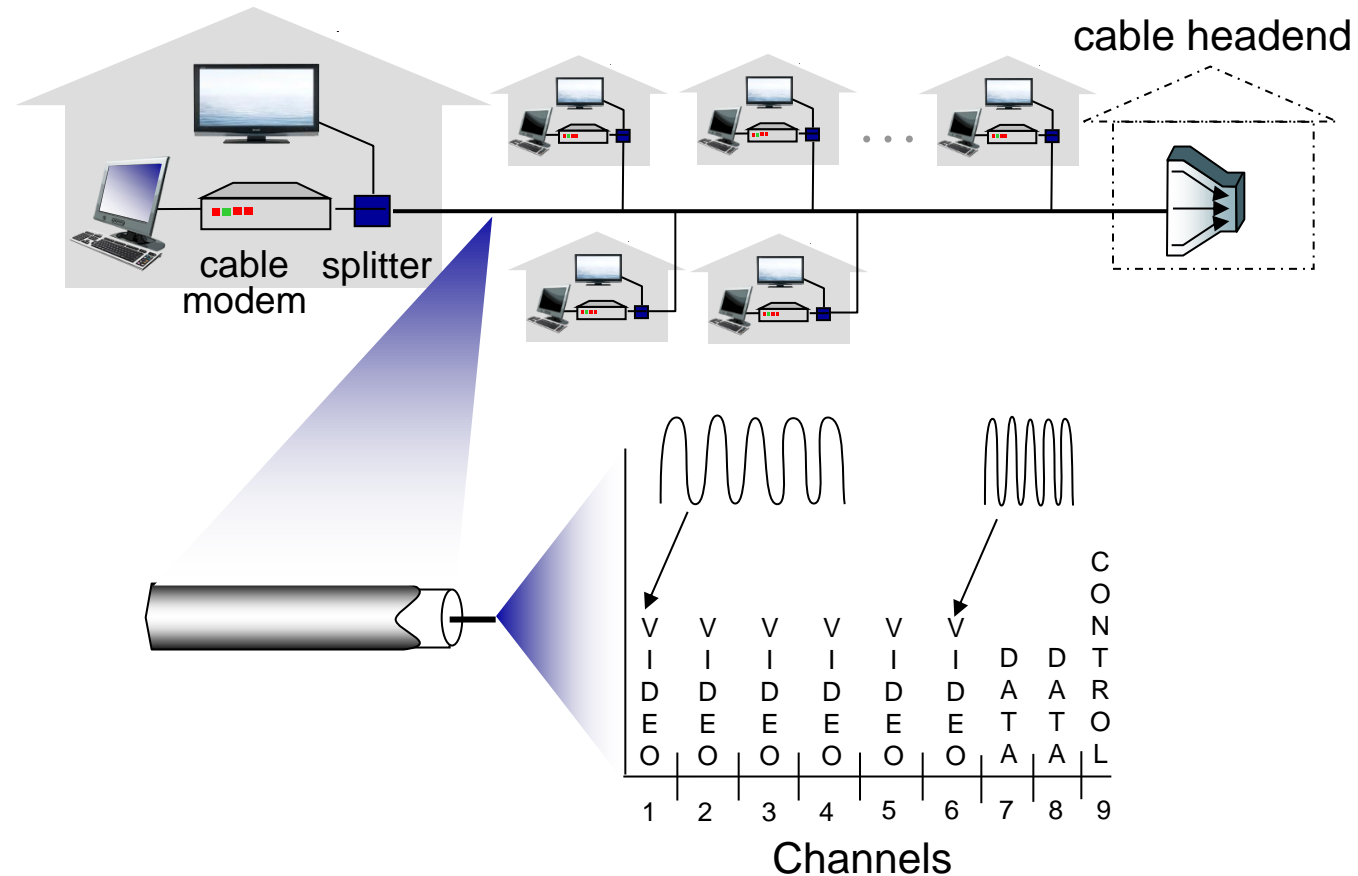 cable headend
cable
modem
splitter
VIDEO
VIDEO
VIDEO
VIDEO
VIDEO
VIDEO
DATA
DATA
CONTROL
1 2 3 4 5 6 7 8 9
Channels